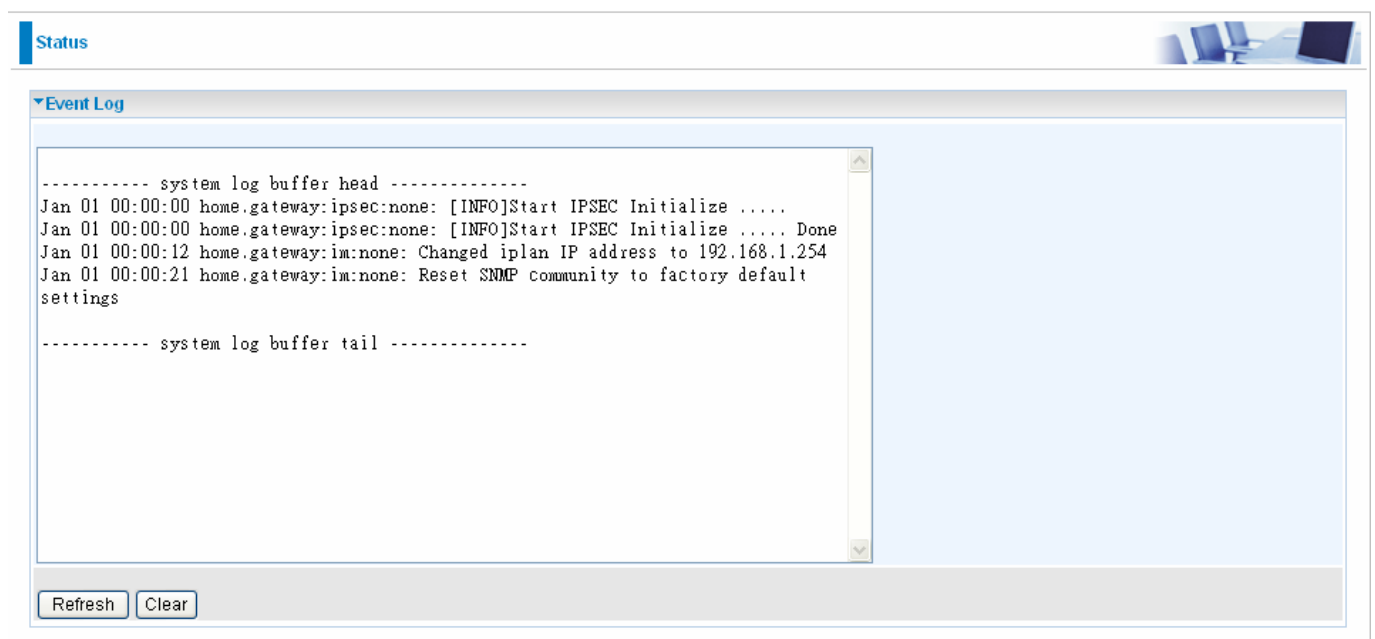 Status
Event Log
----------- system log buffer head --------------
Jan 01 00:00:00 home.gateway:ipsec:none: [INFO]Start IPSEC Initialize .....
Jan 01 00:00:00 home.gateway:ipsec:none: [INFO]Start IPSEC Initialize ..... Done
Jan 01 00:00:12 home.gateway:im:none: Changed iplan IP address to 192.168.1.254
Jan 01 00:00:21 home.gateway:im:none: Reset SNMP community to factory default
settings
----------- system log buffer tail --------------
Refresh Clear